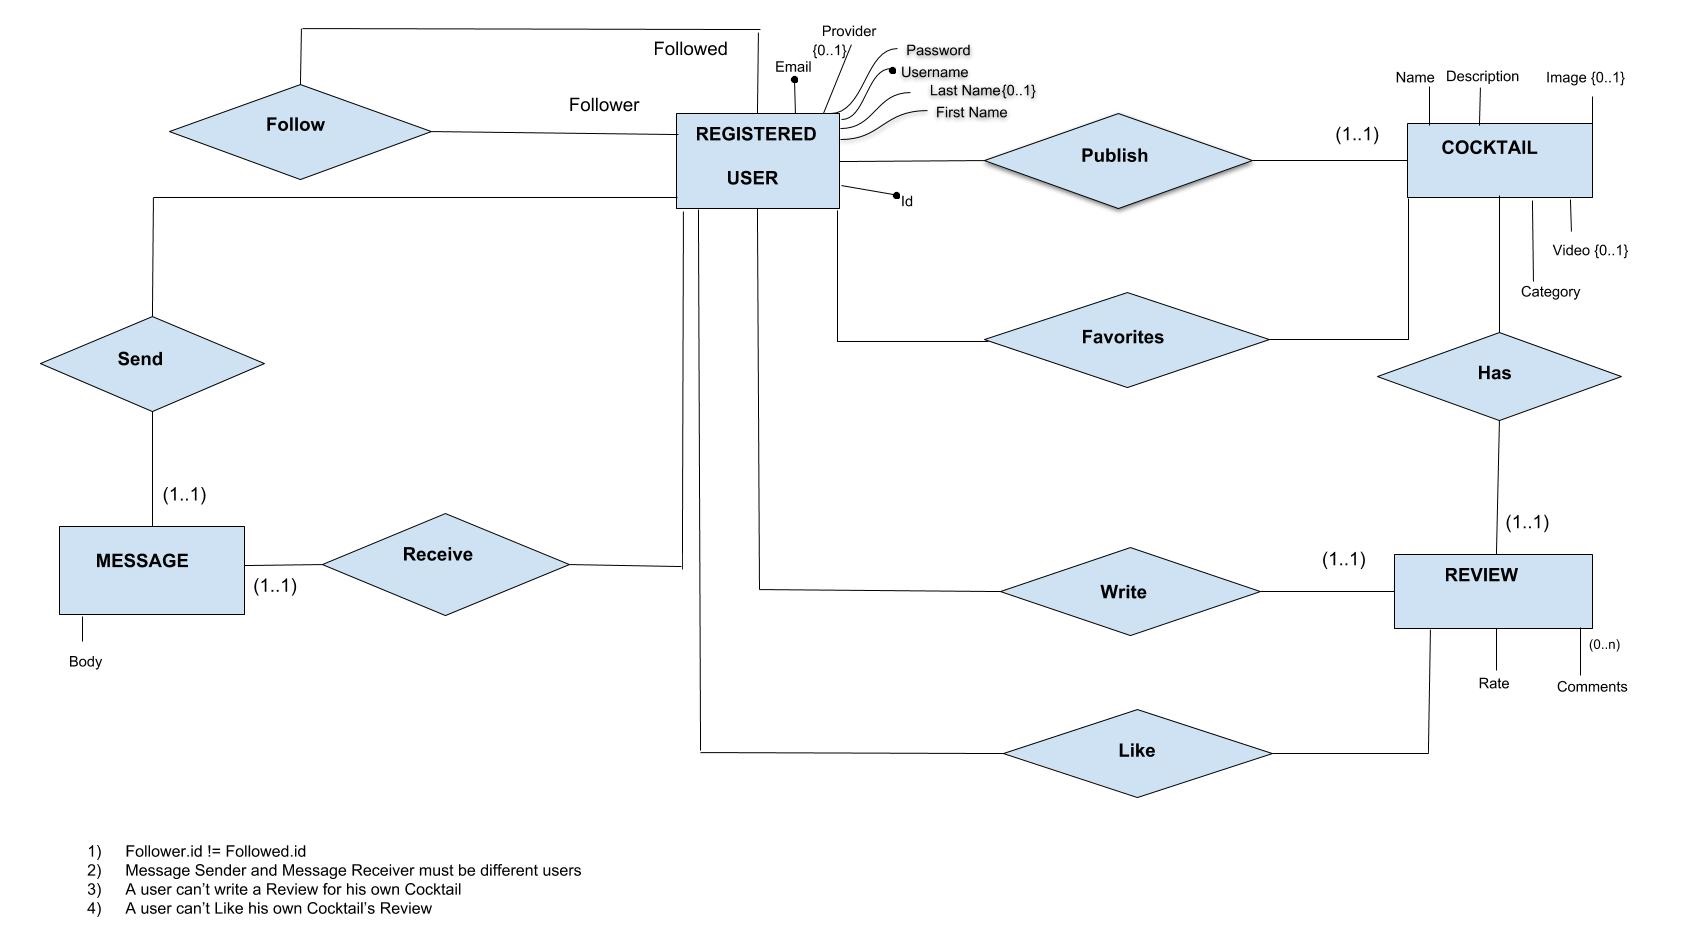 Provider
{0..1}
Followed
Password
Email
Username
Name
Description
Image {0..1}
Last Name{0..1}
Follower
First Name
Follow
REGISTERED
USER
(1..1)
COCKTAIL
Publish
Id
Video {0..1}
Category
Favorites
Send
Has
(1..1)
(1..1)
MESSAGE
Receive
(1..1)
(1..1)
REVIEW
Write
(0..n)
Body
Rate
Comments
Like
1) Follower.id != Followed.id
2) Message Sender and Message Receiver must be different users
3) A user can't write a Review for his own Cocktail
4) A user can't Like his own Cocktail's Review